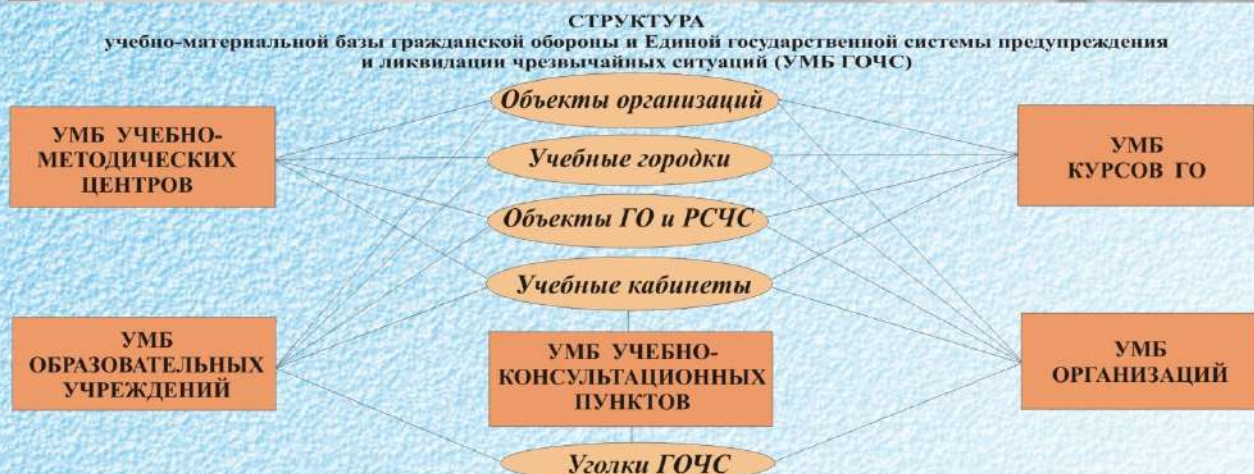 СТРУКТУРА
учебно-материальной базы гражданской обороны и Единой государственной системы предупреждения
и ликвидации чрезвычайных ситуаций (УМБ ГОЧС)
Объекты организаций
УМБ УЧЕБНО-
МЕТОДИЧЕСКИХ
ЦЕНТРОВ
Учебные городки
УМБ
КУРСОВ ГО
Объекты ГО и РСЧС
Учебные кабинеты
УМБ
ОБРАЗОВАТЕЛЬНЫХ
УЧРЕЖДЕНИЙ
УМБ УЧЕБНО-
КОНСУЛЬТАЦИОННЫХ
ПУНКТОВ
УМБ
ОРГАНИЗАЦИЙ
Уголки ГОЧС